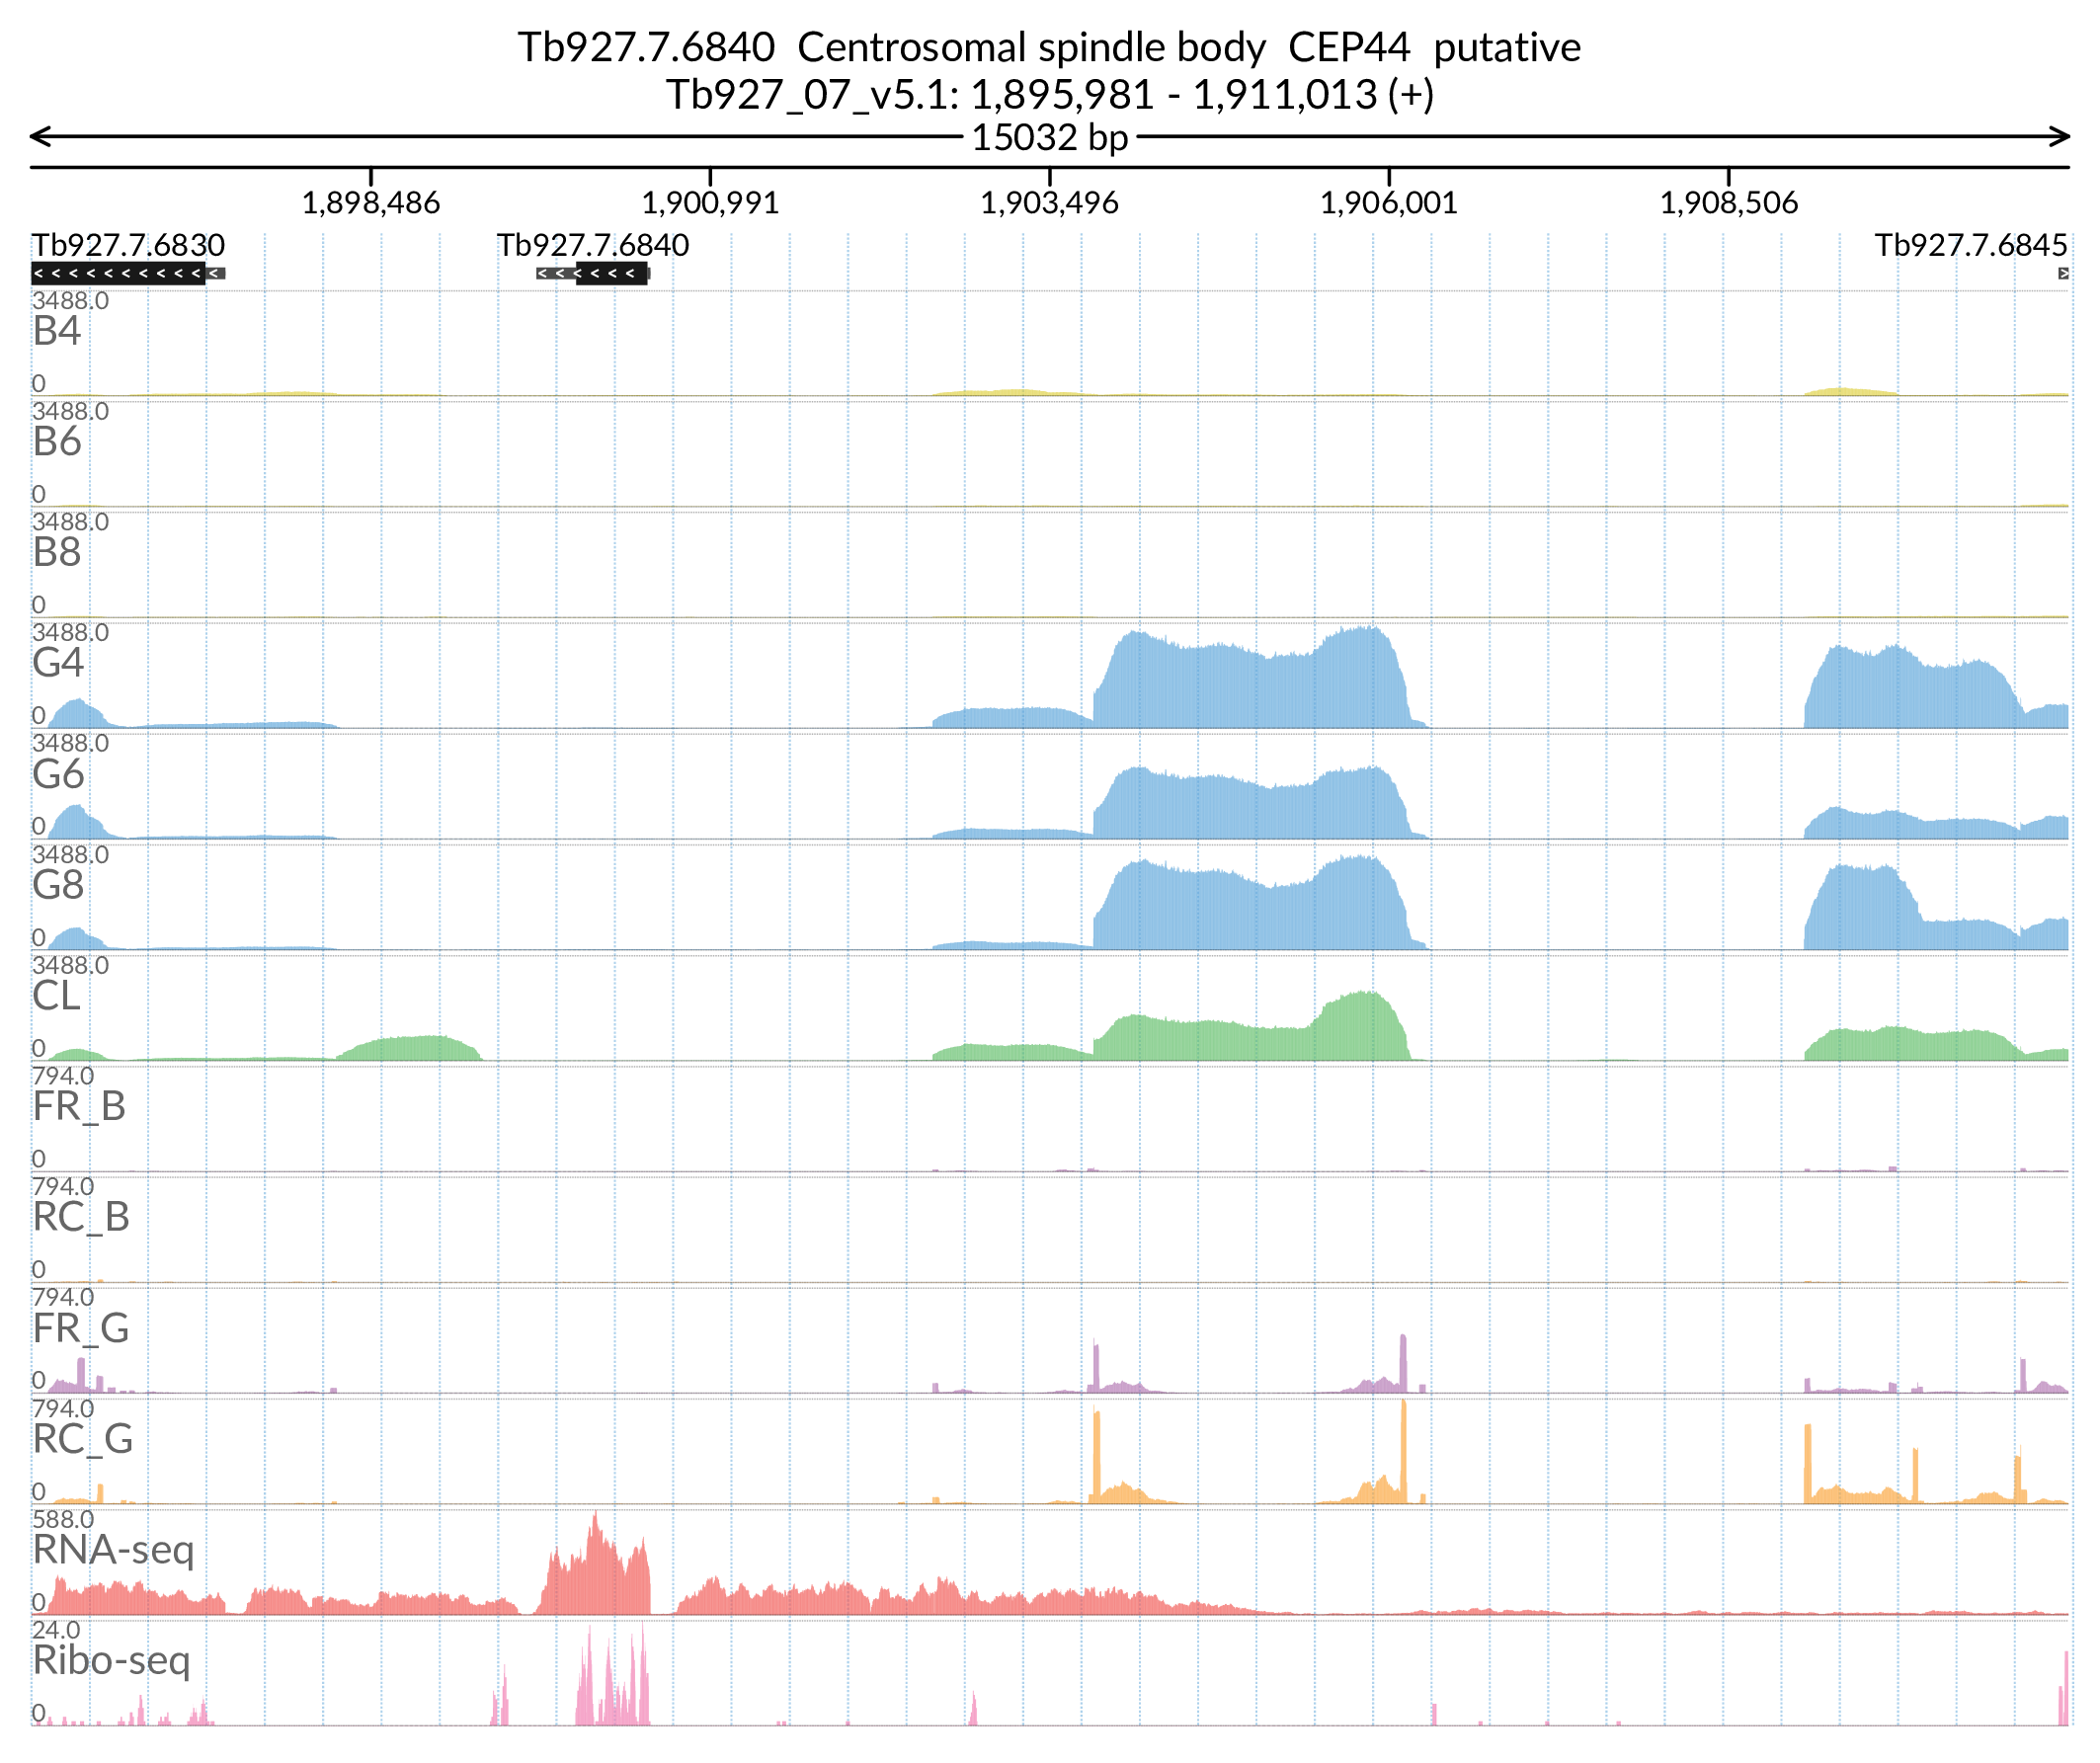 Tb927.7.6840 Centrosomal spindle body CEP44 putative
Tb927_07_v5.1: 1,895,981 - 1,911,013 (+)
15032 bp
1,898,486 1,900,991 1,903,496 1,906,001 1,908,506
Tb927.7.6830 Tb927.7.6840 Tb927.7.6845
3488.0
B4
0
3488.0
B6
0
3488.0
B8
0
3488.0
G4
0
3488.0
G6
0
3488.0
G8
0
3488.0
CL
0
794.0
FR_B
0
794.0
RC_B
0
794.0
FR_G
0
794.0
RC_G
0
588.0
RNA-seq
0
24.0
Ribo-seq
0